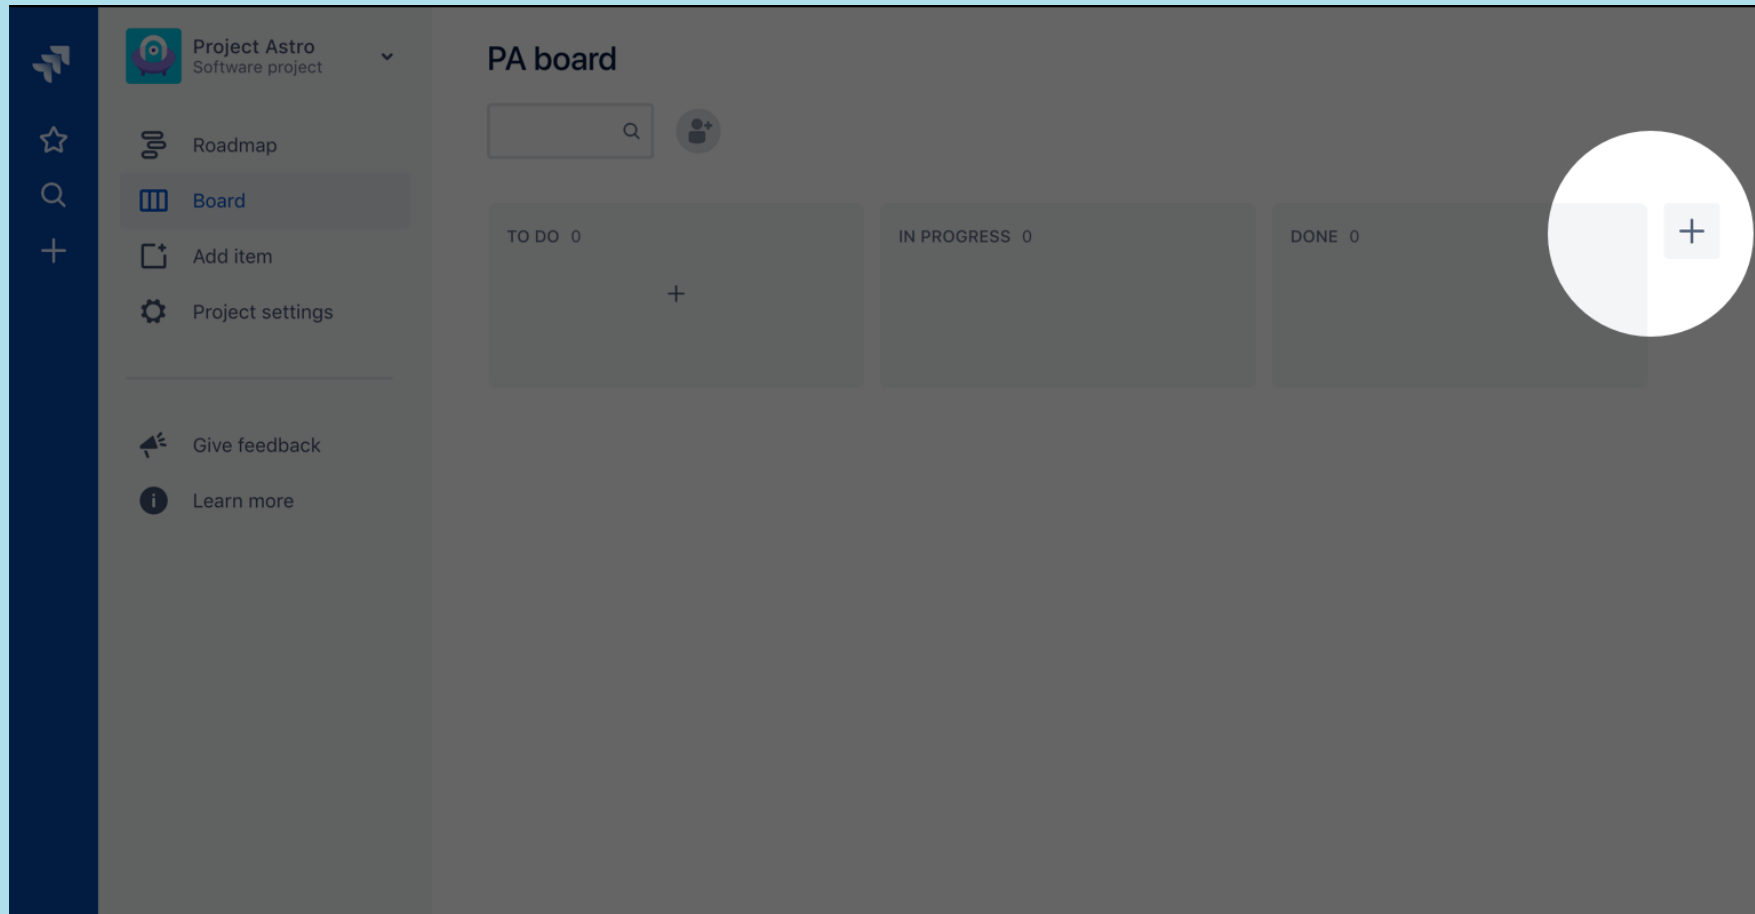 Project Astro
Software project
Roadmap
Board
Add item
Project settings
Give feedback
Learn more
PA board
TO DO 0
IN PROGRESS 0
DONE 0